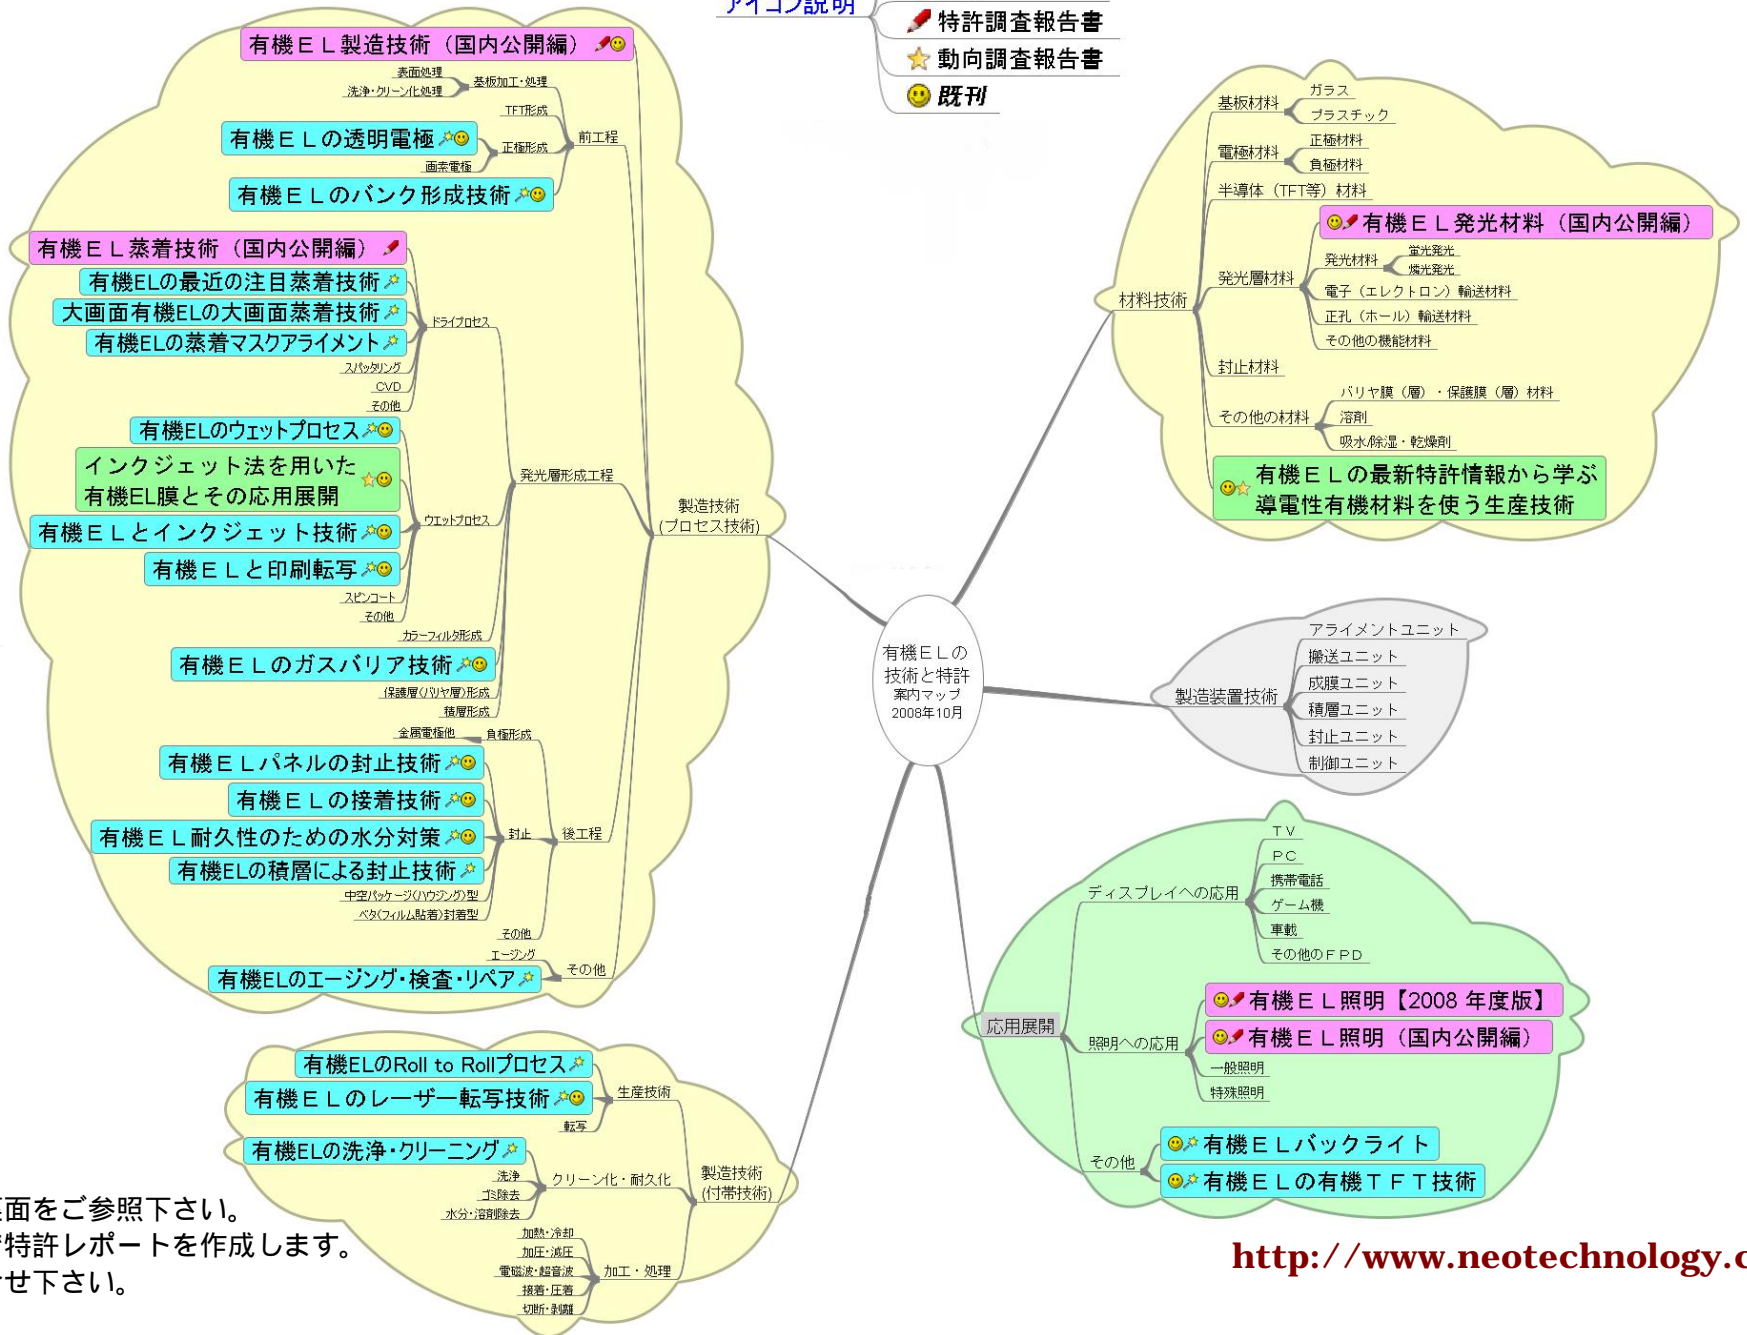 アイコン説明
特許調査報告書
動向調査報告書
既刊
有機ＥＬ製造技術（国内公開編）
表面処理
洗浄・クリーン化処理
基板加工・処理
TFT形成
有機ＥＬの透明電極
画素電極
正極形成
有機ＥＬのバンク形成技術
前工程
有機ＥＬ蒸着技術（国内公開編）
有機ELの最近の注目蒸着技術
大画面有機ELの大画面蒸着技術
有機ELの蒸着マスクアライメント
スパッタリング
CVD
その他
ドライプロセス
有機ELのウェットプロセス
インクジェット法を用いた
有機EL膜とその応用展開
有機ＥＬとインクジェット技術
有機ＥＬと印刷転写
スピンコート
その他
ウエットプロセス
カラーフィルタ形成
有機ＥＬのガスバリア技術
保護層(バリヤ層)形成
積層形成
発光層形成工程
製造技術
(プロセス技術)
金属電極他
負極形成
有機ＥＬパネルの封止技術
有機ＥＬの接着技術
有機ＥＬ耐久性のための水分対策
有機ELの積層による封止技術
中空パッケージ(ハウジング)型
ベタ(フィルム貼着)封着型
封止
その他
後工程
エージング
有機ELのエージング・検査・リペア
その他
有機ＥＬの
技術と特許
案内マップ
2008年10月
材料技術
基板材料
ガラス
プラスチック
電極材料
正極材料
負極材料
半導体（TFT等）材料
発光層材料
有機ＥＬ発光材料（国内公開編）
発光材料
蛍光発光
燐光発光
電子（エレクトロン）輸送材料
正孔（ホール）輸送材料
その他の機能材料
封止材料
その他の材料
バリヤ膜（層）・保護膜（層）材料
溶剤
吸水/除湿・乾燥剤
有機ＥＬの最新特許情報から学ぶ
導電性有機材料を使う生産技術
製造装置技術
アライメントユニット
搬送ユニット
成膜ユニット
積層ユニット
封止ユニット
制御ユニット
応用展開
ディスプレイへの応用
ＴＶ
ＰＣ
携帯電話
ゲーム機
車載
その他のＦＰＤ
照明への応用
有機ＥＬ照明【2008 年度版】
有機ＥＬ照明（国内公開編）
一般照明
特殊照明
その他
有機ＥＬバックライト
有機ＥＬの有機ＴＦＴ技術
有機ELのRoll to Rollプロセス
有機ＥＬのレーザー転写技術
転写
生産技術
有機ELの洗浄・クリーニング
洗浄
ゴミ除去
水分・溶剤除去
クリーン化・耐久化
加熱・冷却
加圧・減圧
電磁波・超音波
接着・圧着
切断・剥離
加工・処理
製造技術
(付帯技術)
面をご参照下さい。
特許レポートを作成します。
せ下さい。
http://www.neotechnology.c